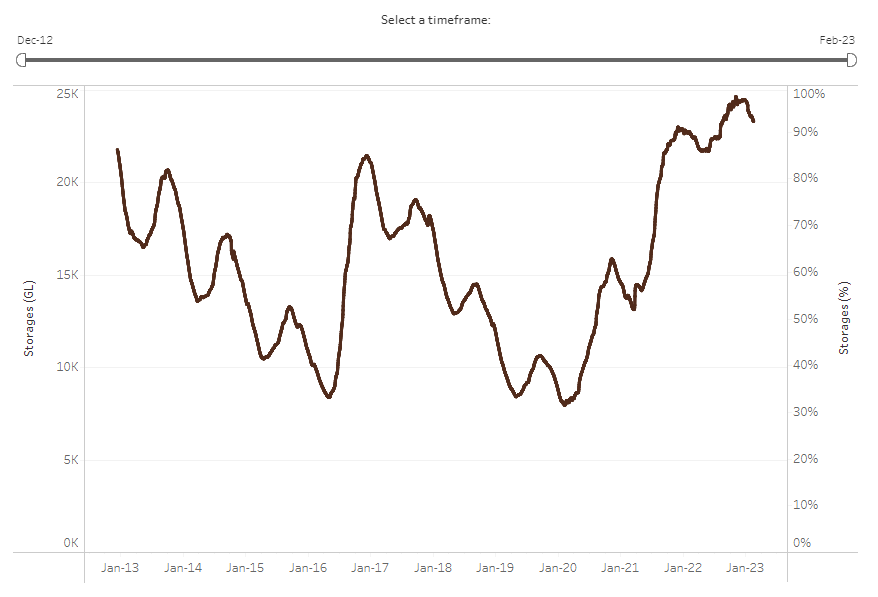 Select a timeframe:
Dec-12 Feb-23
25K 100%
90%
20K 80%
70%
15K 60%
Storages (GL) Storages (%)
50%
10K 40%
30%
5K 20%
10%
0K 0%
Jan-13 Jan-14 Jan-15 Jan-16 Jan-17 Jan-18 Jan-19 Jan-20 Jan-21 Jan-22 Jan-23